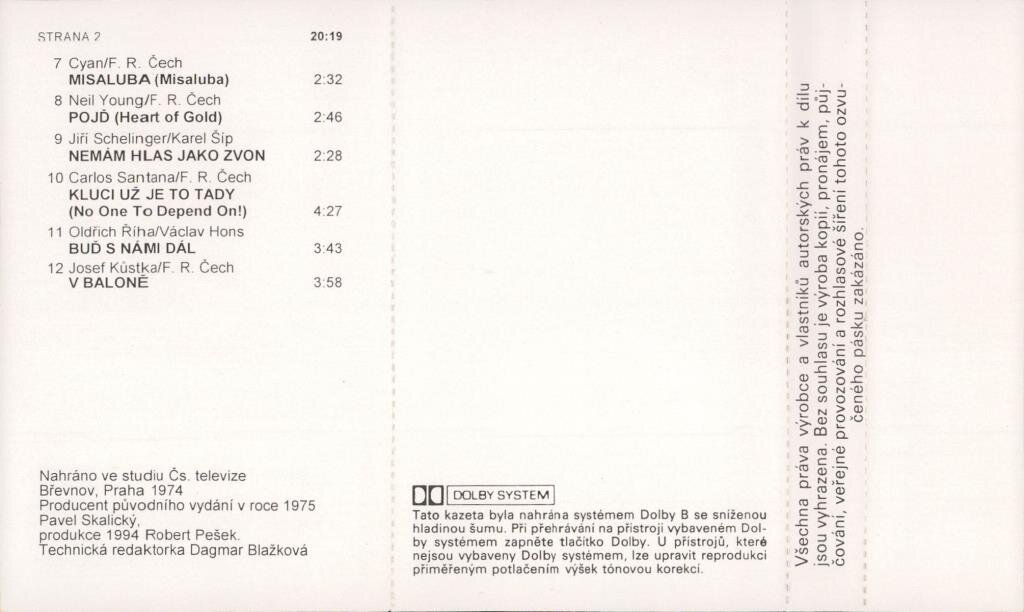 STRANA 2 20:19
7 Cyan/F. R. Čech
MISALUBA (Misaluba) 2:32
8 Neil Young/F. R. Čech
POJĎ (Heart of Gold) 2:46
9 Jiří Schelinger/Karel Šíp
NEMÁM HLAS JAKO ZVON 2:28
10 Carlos Santana/F. R. Čech
KLUCI UŽ JE TO TADY
(No One To Depend On!) 4:27
11 Oldřich Říha/Václav Hons
BUĎ S NÁMI DÁL 3:43
12 Josef Kůstka/F. R. Čech
V BALONĚ 3:58
Nahráno ve studiu Čs. televize
Břevnov, Praha 1974
Producent původního vydání v roce 1975
Pavel Skalický,
produkce 1994 Robert Pešek.
Technická redaktorka Dagmar Blažková
DOLBY SYSTEM
Tato kazeta byla nahrána systémem Dolby B se sníženou
hladinou šumu. Při přehrávání na přístroji vybaveném Dol-
by systémem zapněte tlačítko Dolby. U přístrojů, které
nejsou vybaveny Dolby systémem, lze upravit reprodukci
přiměřeným potlačením výšek tónovou korekcí.
Všechna práva výrobce a vlastníků autorských práv k dílu
jsou vyhrazena. Bez souhlasu je výroba kopií, pronájem, půj-
čování, veřejné provozování a rozhlasové šíření tohoto ozvu-
čeného pásku zakázáno.